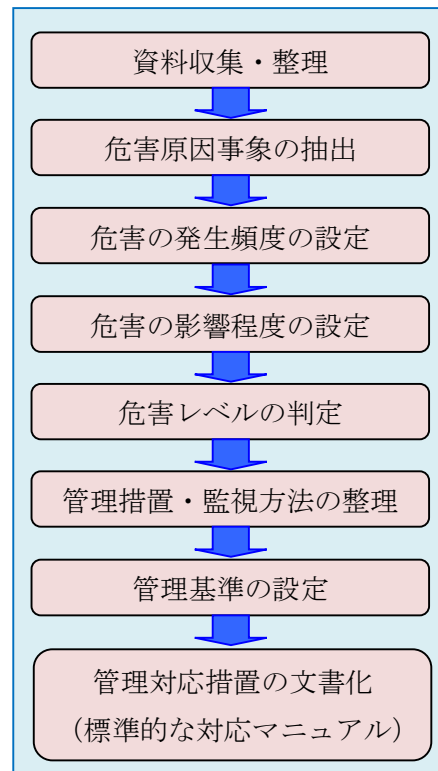 資料収集・整理
危害原因事象の抽出
危害の発生頻度の設定
危害の影響程度の設定
危害レベルの判定
管理措置・監視方法の整理
管理基準の設定
管理対応措置の文書化
(標準的な対応マニュアル)